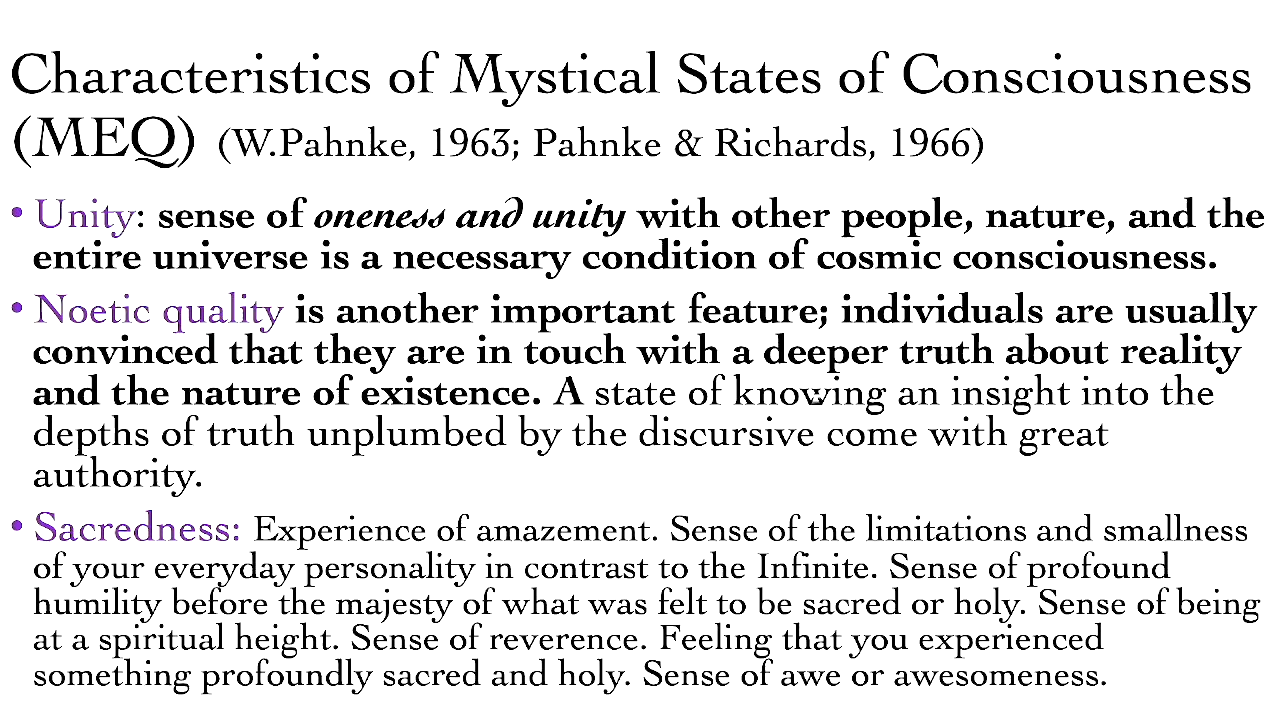 Characteristics of Mystical States of Consciousness
(MEQ) (W.Pahnke, 1963; Pahnke & Richards, 1966)
• Unity: sense of oneness and unity with other people, nature, and the
entire universe is a necessary condition of cosmic consciousness.
• Noetic quality is another important feature; individuals are usually
convinced that they are in touch with a deeper truth about reality
and the nature of existence. A state of knowing an insight into the
depths of truth unplumbed by the discursive come with great
authority.
• Sacredness: Experience of amazement. Sense of the limitations and smallness
of your everyday personality in contrast to the Infinite. Sense of profound
humility before the majesty of what was felt to be sacred or holy. Sense of being
at a spiritual height. Sense of reverence. Feeling that you experienced
something profoundly sacred and holy. Sense of awe or awesomeness.